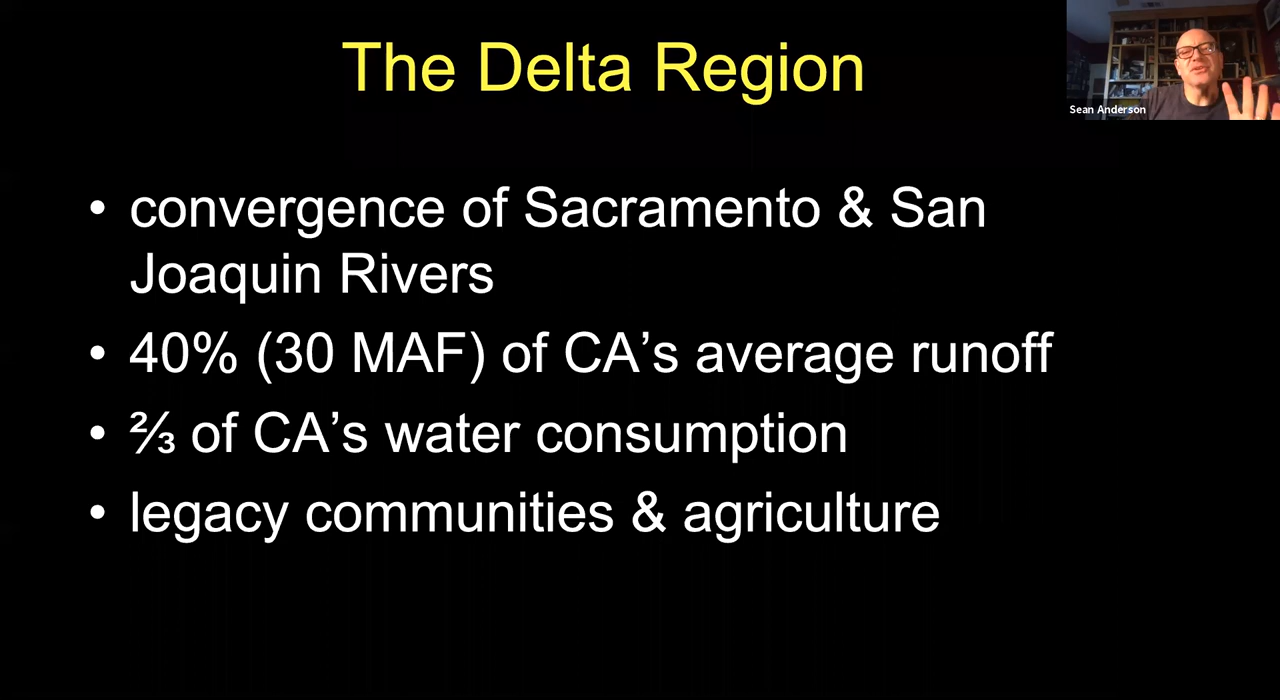 The Delta Region
Sean Anderson
• convergence of Sacramento & San
Joaquin Rivers
• 40% (30 MAF) of CA’s average runoff
• ⅔ of CA’s water consumption
• legacy communities & agriculture